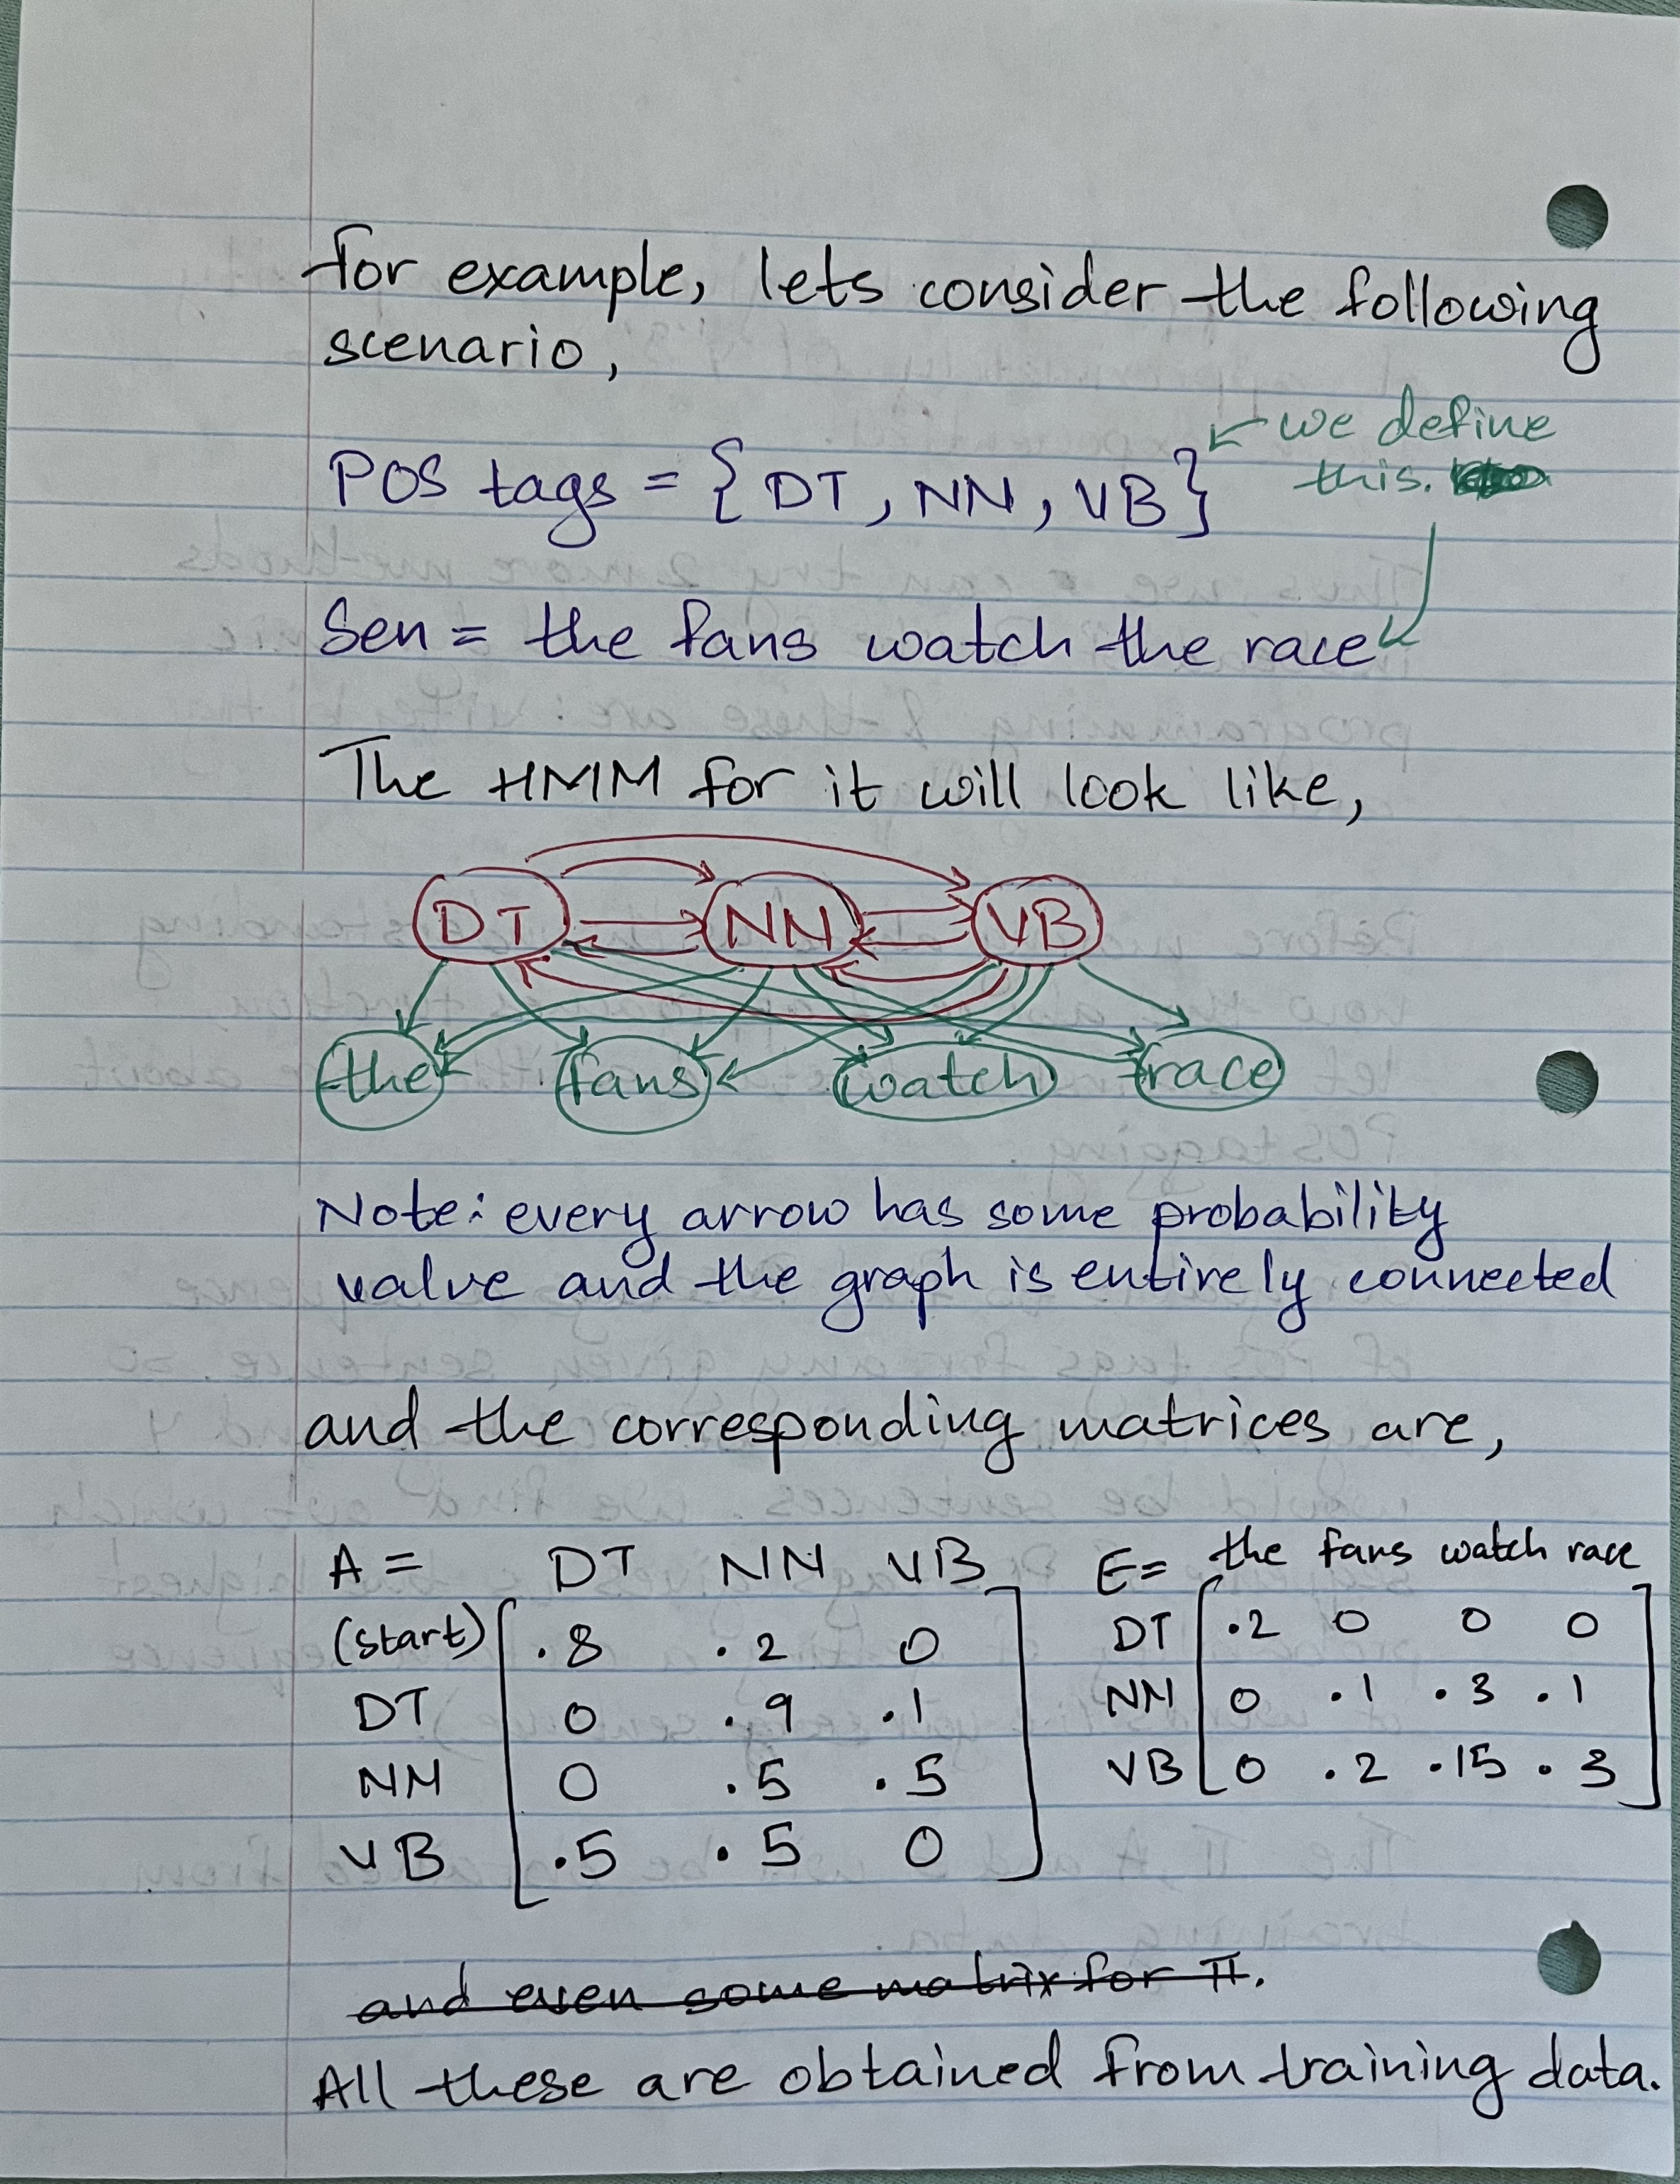 for example, lets consider the following
scenario,
we define
this.
POS tags = { DT, NN, VB}
Sen = the fans watch the race
The HMM for it will look like,
DT NN VB
the fans watch race
Note: every arrow has some probability
value and the graph is entirely connected
and the corresponding matrices are,
A = DT NN VB
(start) .8 .2 0
DT 0 .9 .1
NN 0 .5 .5
VB .5 .5 0
E= the fans watch race
DT .2 0 0 0
NN 0 .1 .3 .1
VB 0 .2 .15 .3
and even some matrix for π.
All these are obtained from training data.